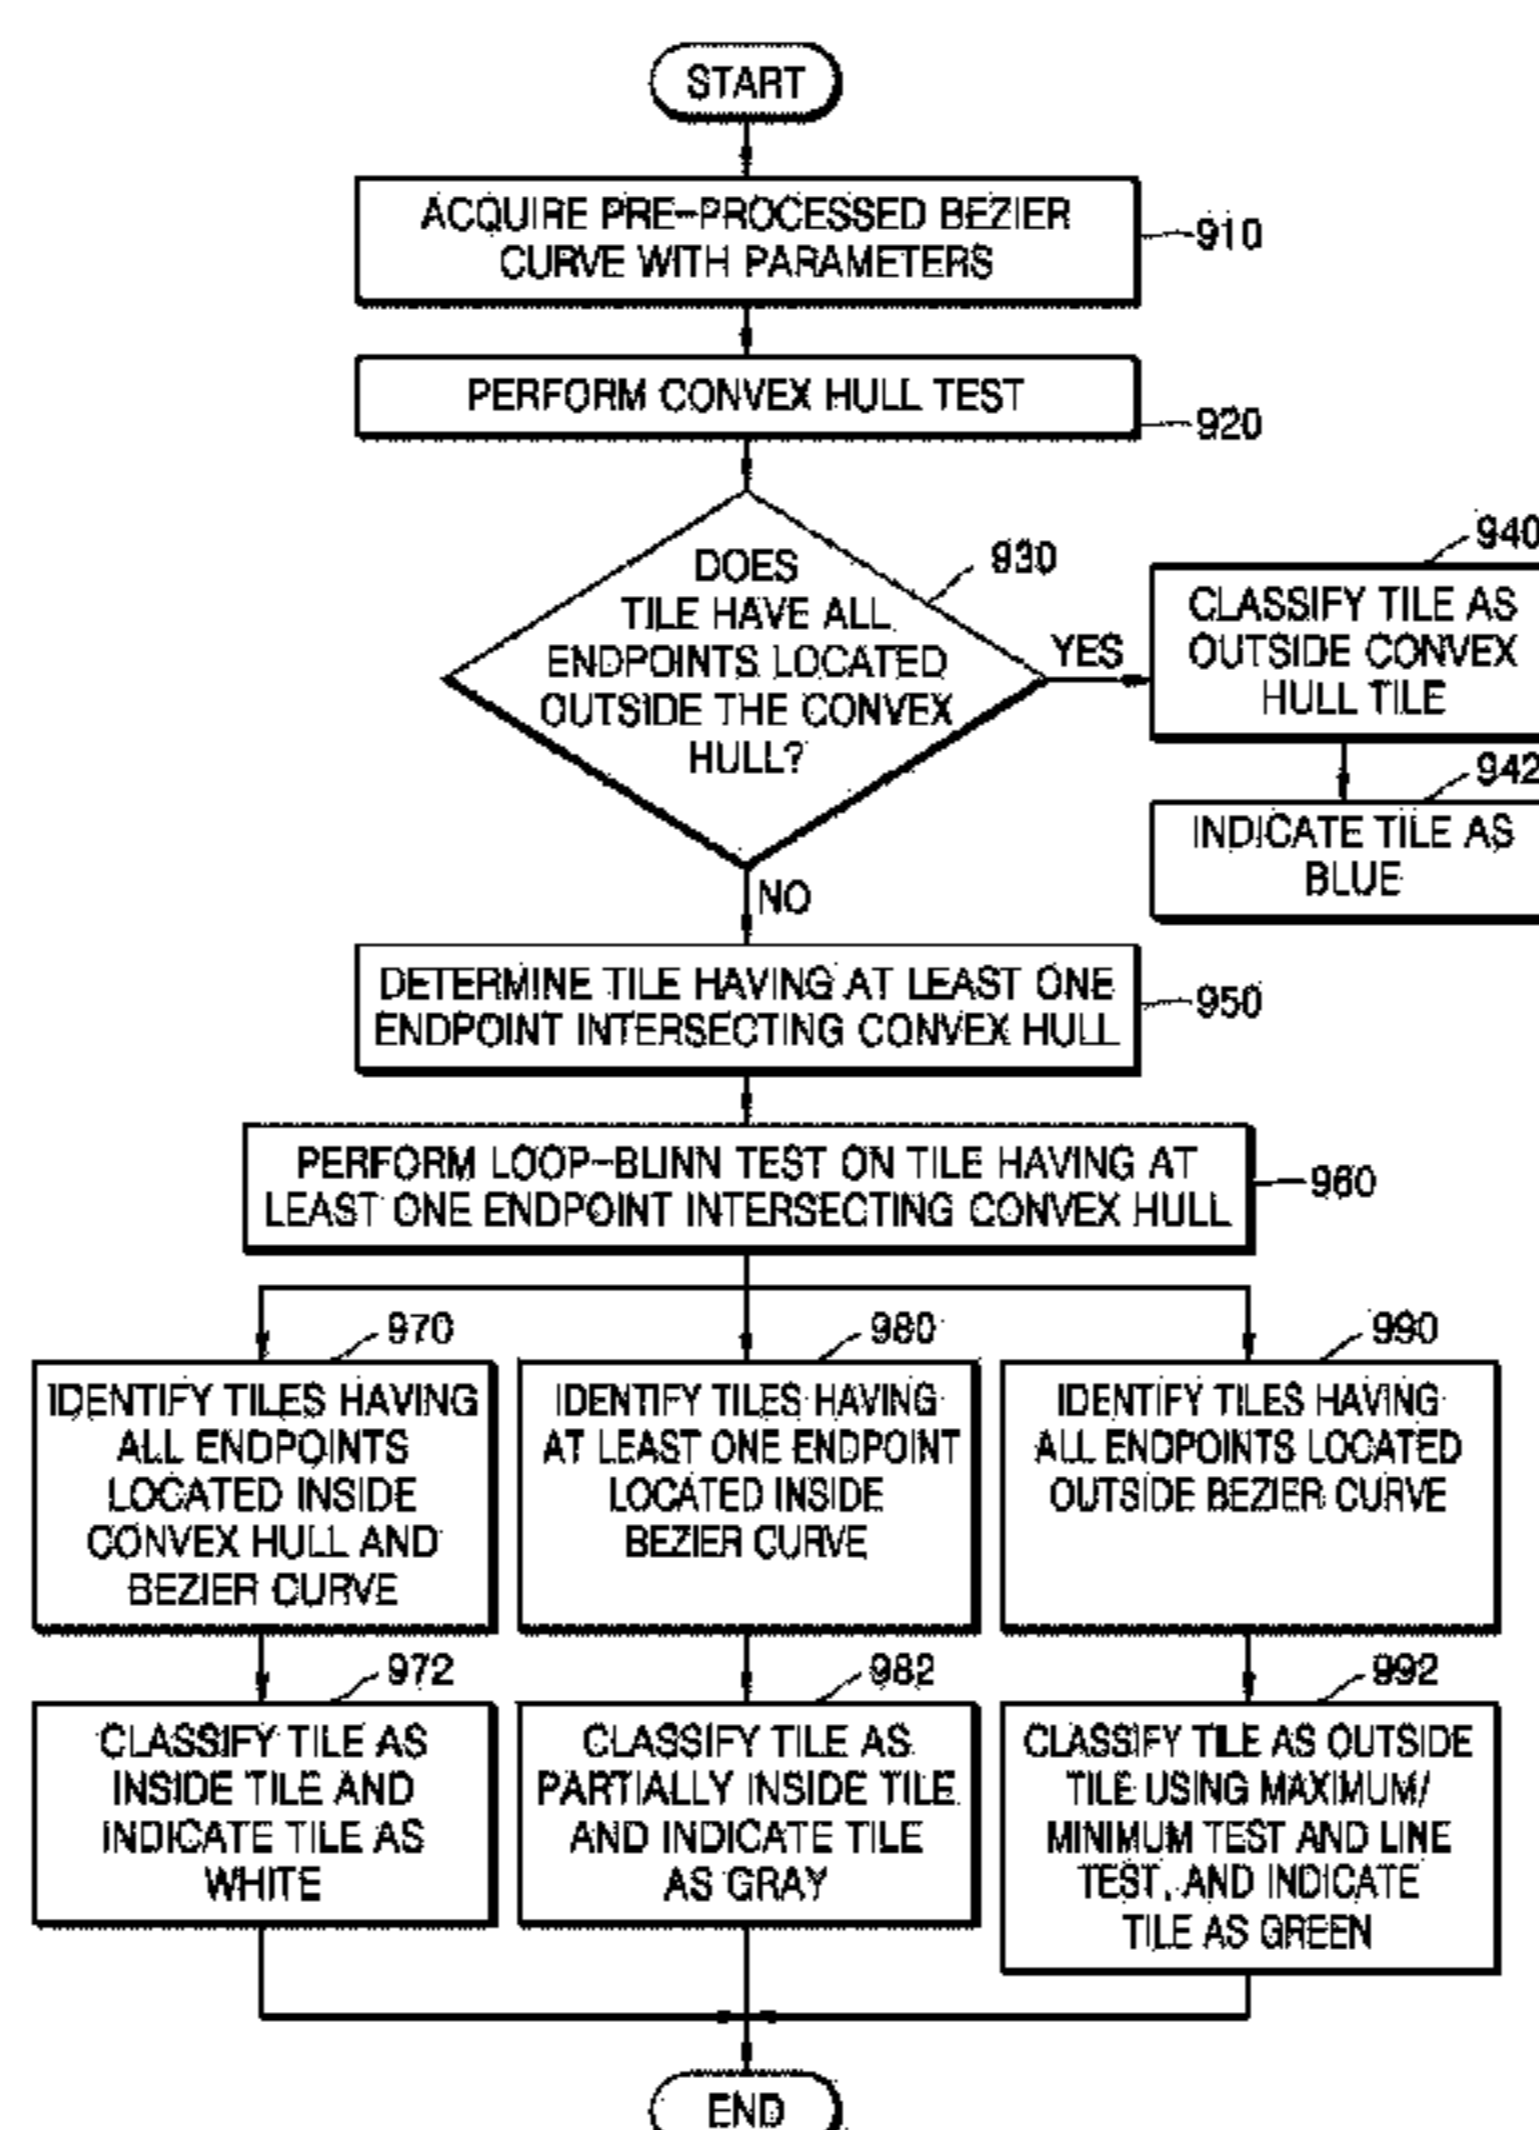 START
ACQUIRE PRE-PROCESSED BEZIER
CURVE WITH PARAMETERS
910
PERFORM CONVEX HULL TEST
920
DOES
TILE HAVE ALL
ENDPOINTS LOCATED
OUTSIDE THE CONVEX
HULL?
930
YES
940
CLASSIFY TILE AS
OUTSIDE CONVEX
HULL TILE
942
INDICATE TILE AS
BLUE
NO
DETERMINE TILE HAVING AT LEAST ONE
ENDPOINT INTERSECTING CONVEX HULL
950
PERFORM LOOP-BLINN TEST ON TILE HAVING AT
LEAST ONE ENDPOINT INTERSECTING CONVEX HULL
960
970
IDENTIFY TILES HAVING
ALL ENDPOINTS
LOCATED INSIDE
CONVEX HULL AND
BEZIER CURVE
980
IDENTIFY TILES HAVING
AT LEAST ONE ENDPOINT
LOCATED INSIDE
BEZIER CURVE
990
IDENTIFY TILES HAVING
ALL ENDPOINTS LOCATED
OUTSIDE BEZIER CURVE
972
CLASSIFY TILE AS
INSIDE TILE AND
INDICATE TILE AS
WHITE
982
CLASSIFY TILE AS
PARTIALLY INSIDE TILE
AND INDICATE TILE
AS GRAY
992
CLASSIFY TILE AS OUTSIDE
TILE USING MAXIMUM/
MINIMUM TEST AND LINE
TEST, AND INDICATE
TILE AS GREEN
END